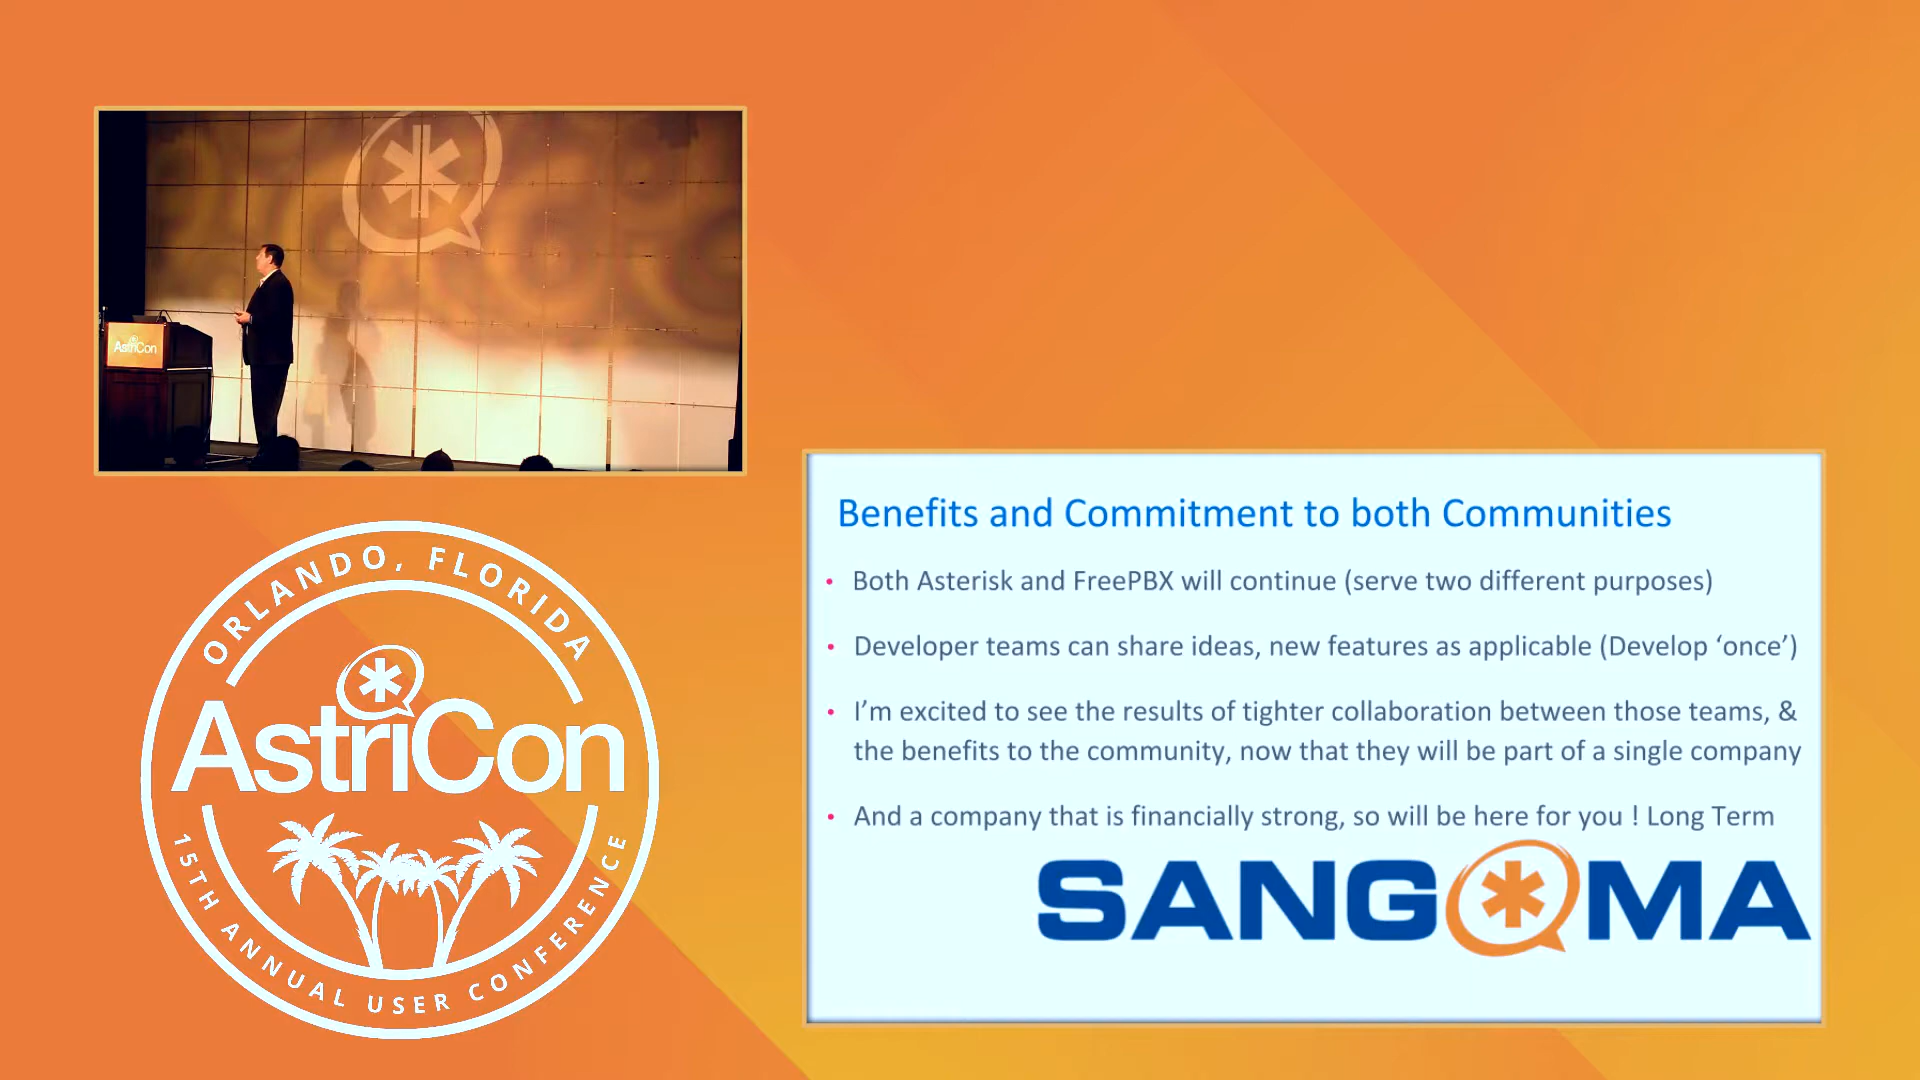 AstriCon
ORLANDO, FLORIDA
AstriCon
15TH ANNUAL USER CONFERENCE
Benefits and Commitment to both Communities
• Both Asterisk and FreePBX will continue (serve two different purposes)
• Developer teams can share ideas, new features as applicable (Develop ‘once’)
• I’m excited to see the results of tighter collaboration between those teams, &
the benefits to the community, now that they will be part of a single company
• And a company that is financially strong, so will be here for you ! Long Term
SANGOMA